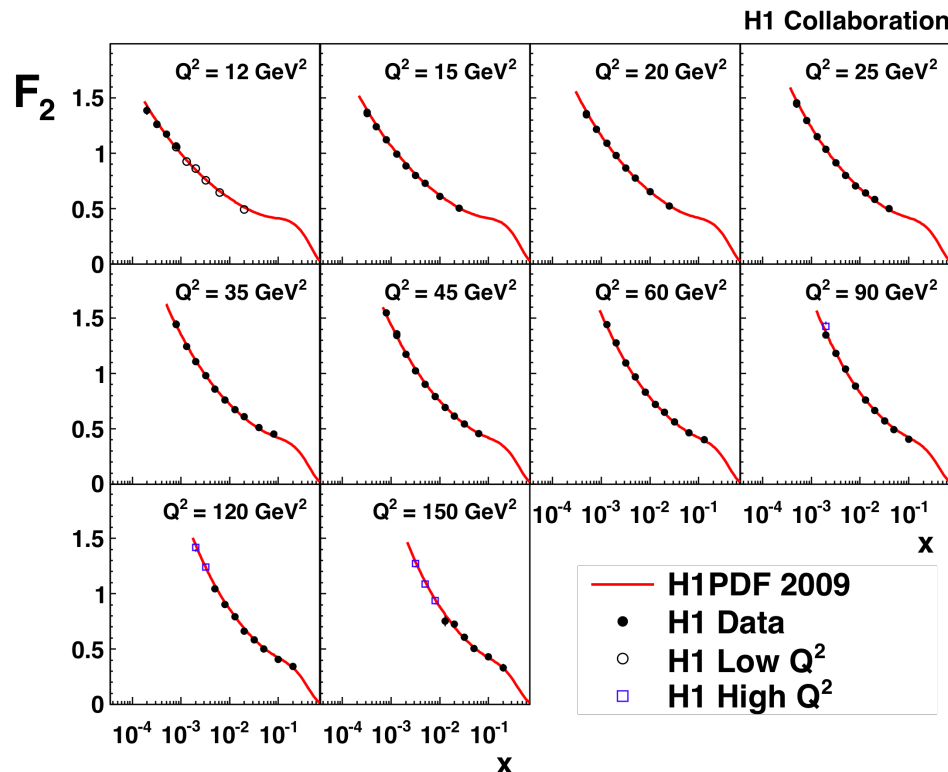 H1 Collaboration
F₂
Q² = 12 GeV²
Q² = 15 GeV²
Q² = 20 GeV²
Q² = 25 GeV²
1.5
1
0.5
0
Q² = 35 GeV²
Q² = 45 GeV²
Q² = 60 GeV²
Q² = 90 GeV²
1.5
1
0.5
0
Q² = 120 GeV²
Q² = 150 GeV²
10⁻⁴ 10⁻³ 10⁻² 10⁻¹
10⁻⁴ 10⁻³ 10⁻² 10⁻¹
x
1.5
1
0.5
0
H1PDF 2009
H1 Data
H1 Low Q²
H1 High Q²
10⁻⁴ 10⁻³ 10⁻² 10⁻¹
10⁻⁴ 10⁻³ 10⁻² 10⁻¹
x